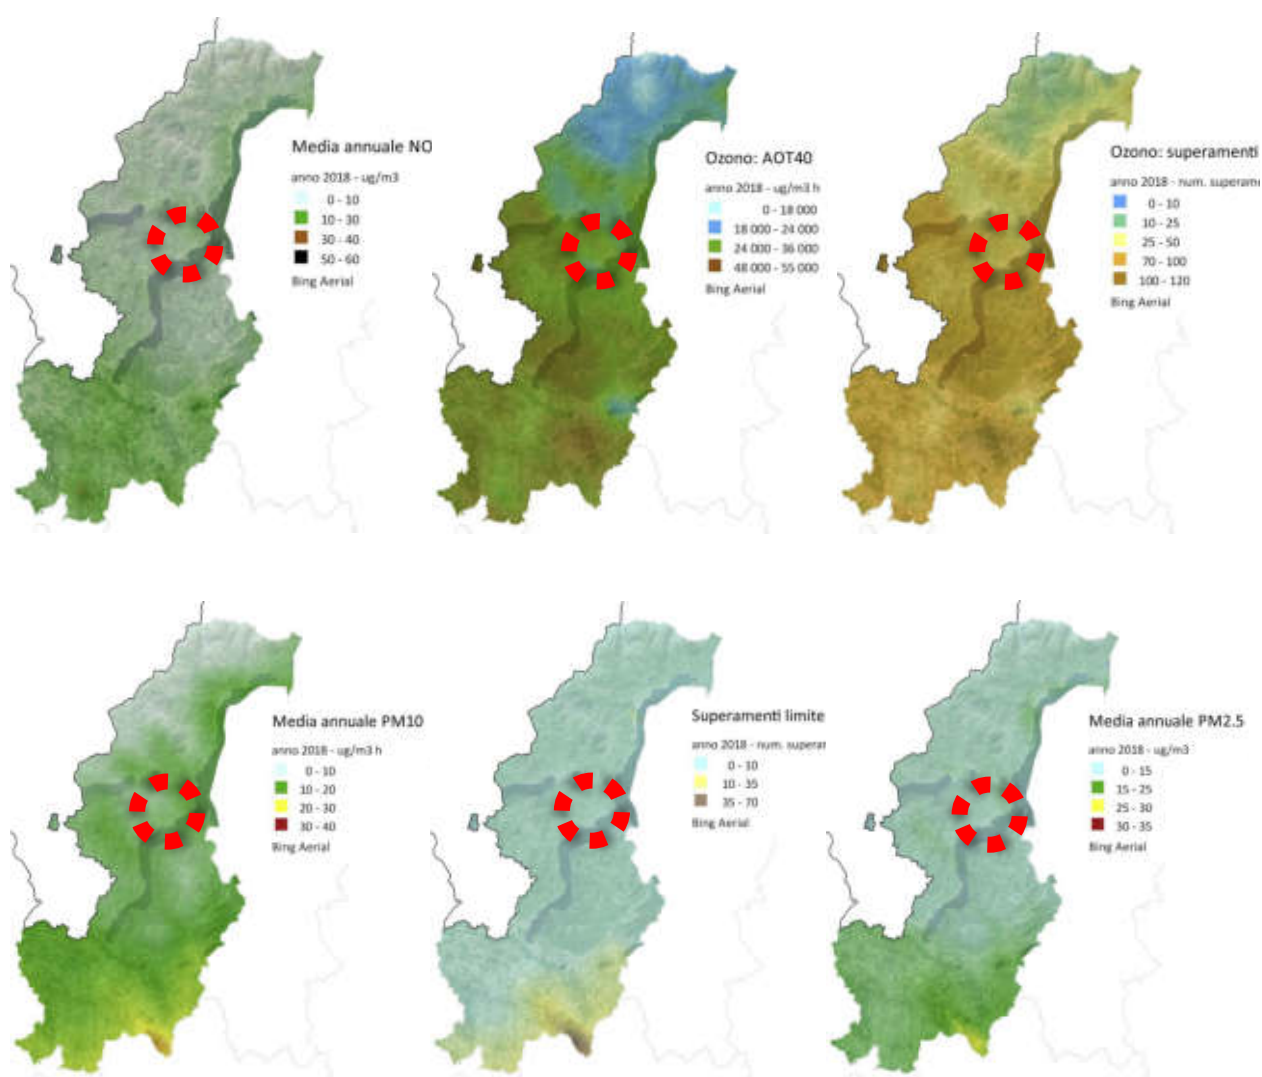 Media annuale NO
anno 2018 - ug/m3
0 - 10
10 - 30
30 - 40
50 - 60
Bing Aerial
Ozono: AOT40
anno 2018 - ug/m3 h
0 - 18 000
18 000 - 24 000
24 000 - 36 000
48 000 - 55 000
Bing Aerial
Ozono: superamenti
anno 2018 - num. superam
0 - 10
10 - 25
25 - 50
70 - 100
100 - 120
Bing Aerial
Media annuale PM10
anno 2018 - ug/m3 h
0 - 10
10 - 20
20 - 30
30 - 40
Bing Aerial
Superamenti limite
anno 2018 - num. superar
0 - 10
10 - 35
35 - 70
Bing Aerial
Media annuale PM2.5
anno 2018 - ug/m3
0 - 15
15 - 25
25 - 30
30 - 35
Bing Aerial